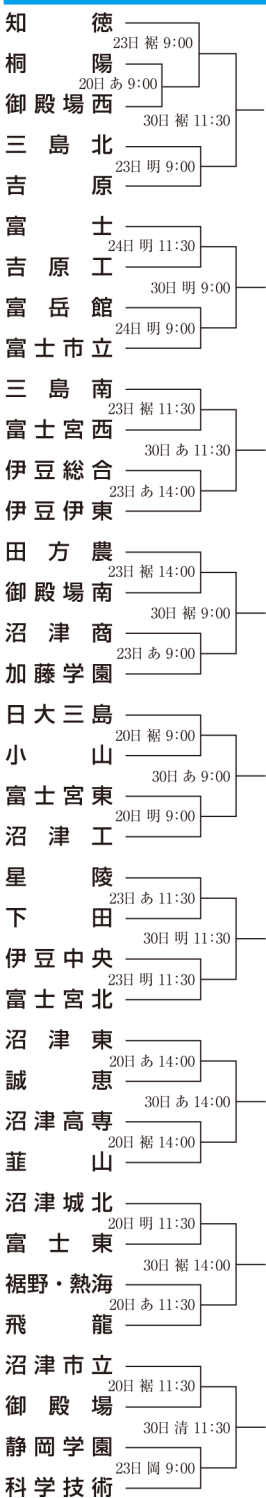 知徳
23日 裾 9:00
桐陽
20日 あ 9:00
御殿場西
30日 裾 11:30
三島北
23日 明 9:00
吉原
富士
24日 明 11:30
吉原工
30日 明 9:00
富岳館
24日 明 9:00
富士市立
三島南
23日 裾 11:30
富士宮西
30日 あ 11:30
伊豆総合
23日 あ 14:00
伊豆伊東
田方農
23日 裾 14:00
御殿場南
30日 裾 9:00
沼津商
23日 あ 9:00
加藤学園
日大三島
20日 裾 9:00
小山
30日 あ 9:00
富士宮東
20日 明 9:00
沼津工
星陵
23日 あ 11:30
下田
30日 明 11:30
伊豆中央
23日 明 11:30
富士宮北
沼津東
20日 あ 14:00
誠恵
30日 あ 14:00
沼津高専
20日 裾 14:00
韮山
沼津城北
20日 明 11:30
富士東
30日 裾 14:00
裾野・熱海
20日 あ 11:30
飛龍
沼津市立
20日 裾 11:30
御殿場
30日 清 11:30
静岡学園
23日 岡 9:00
科学技術